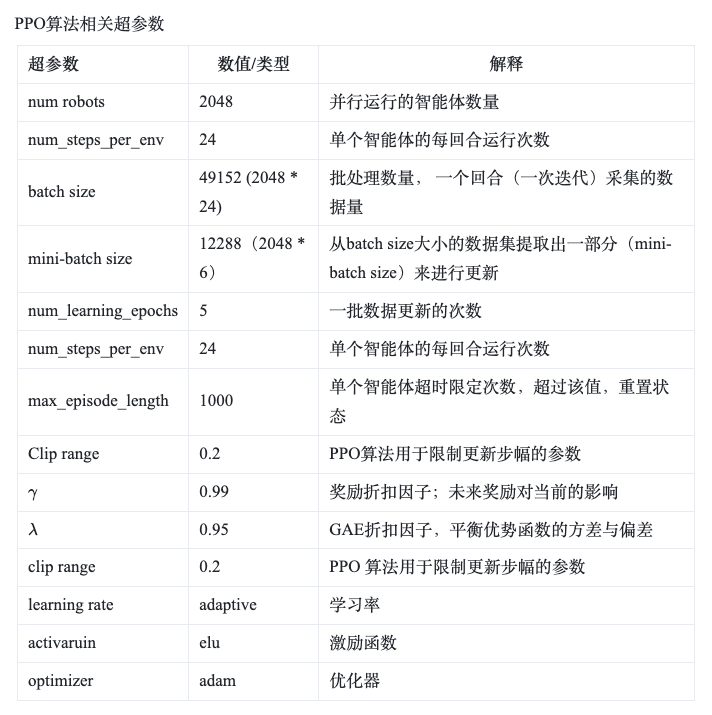 PPO算法相关超参数
超参数 数值/类型 解释
num robots 2048 并行运行的智能体数量
num_steps_per_env 24 单个智能体的每回合运行次数
batch size 49152 (2048 * 24) 批处理数量， 一个回合（一次迭代）采集的数据量
mini-batch size 12288（2048 * 6） 从batch size大小的数据集提取出一部分（mini-batch size）来进行更新
num_learning_epochs 5 一批数据更新的次数
num_steps_per_env 24 单个智能体的每回合运行次数
max_episode_length 1000 单个智能体超时限定次数，超过该值，重置状态
Clip range 0.2 PPO算法用于限制更新步幅的参数
γ 0.99 奖励折扣因子；未来奖励对当前的影响
λ 0.95 GAE折扣因子，平衡优势函数的方差与偏差
clip range 0.2 PPO 算法用于限制更新步幅的参数
learning rate adaptive 学习率
activaruin elu 激励函数
optimizer adam 优化器